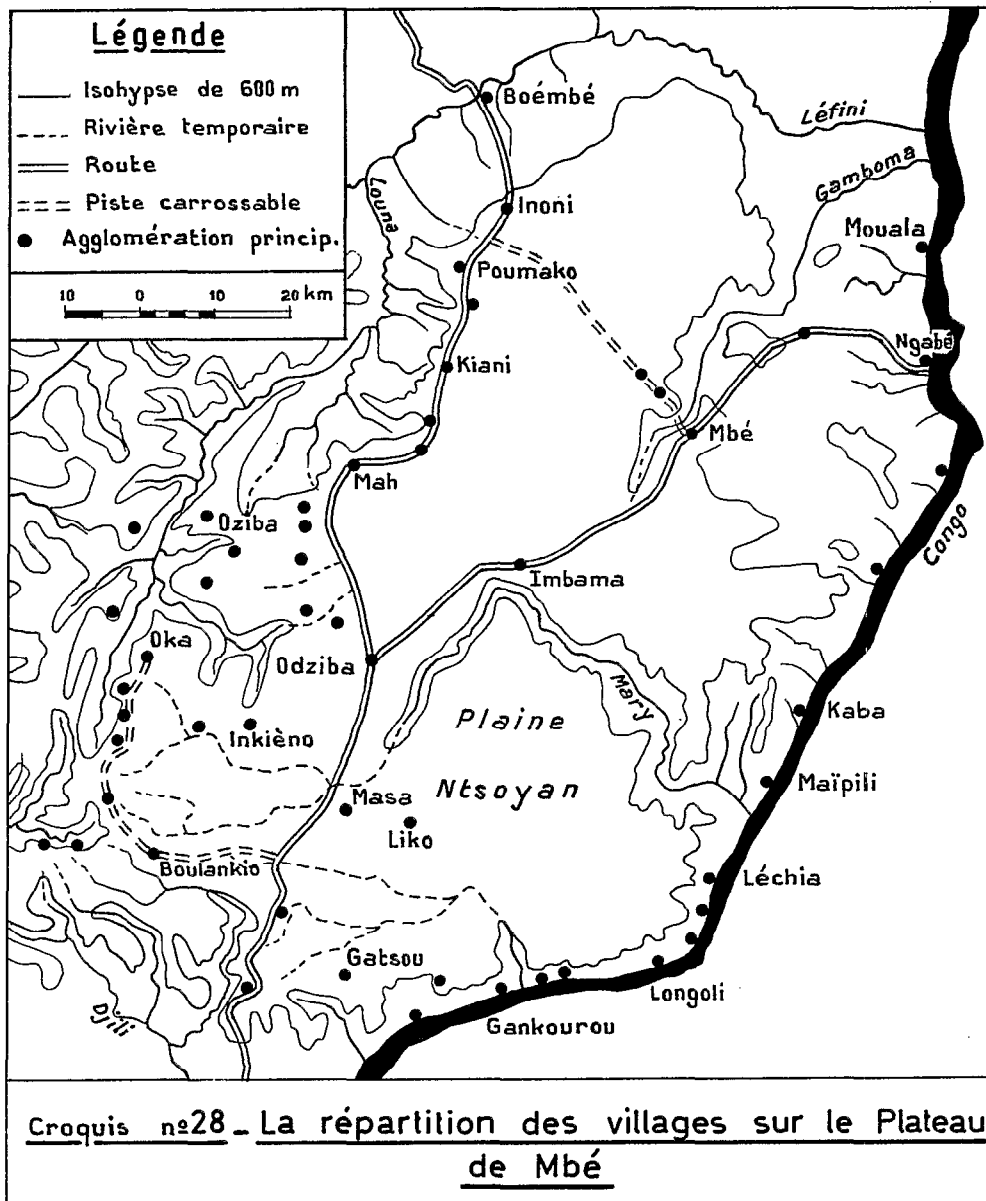 Légende
Isohypse de 600 m
Rivière temporaire
Route
Piste carrossable
Agglomération princip.
10 0 10 20 km
Boémbé
Léfini
Gamboma
Louna
Inoni
Mouala
Poumako
Ngabé
Kiani
Mbé
Mah
Oziba
Congo
Imbama
Oka
Odziba
Mary
Kaba
Plaine
Inkièno
Ntsoyan
Maïpili
Masa
Liko
Boulankio
Léchia
Gatsou
Longoli
Djili
Gankourou
Croquis nº28 _ La répartition des villages sur le Plateau
de Mbé